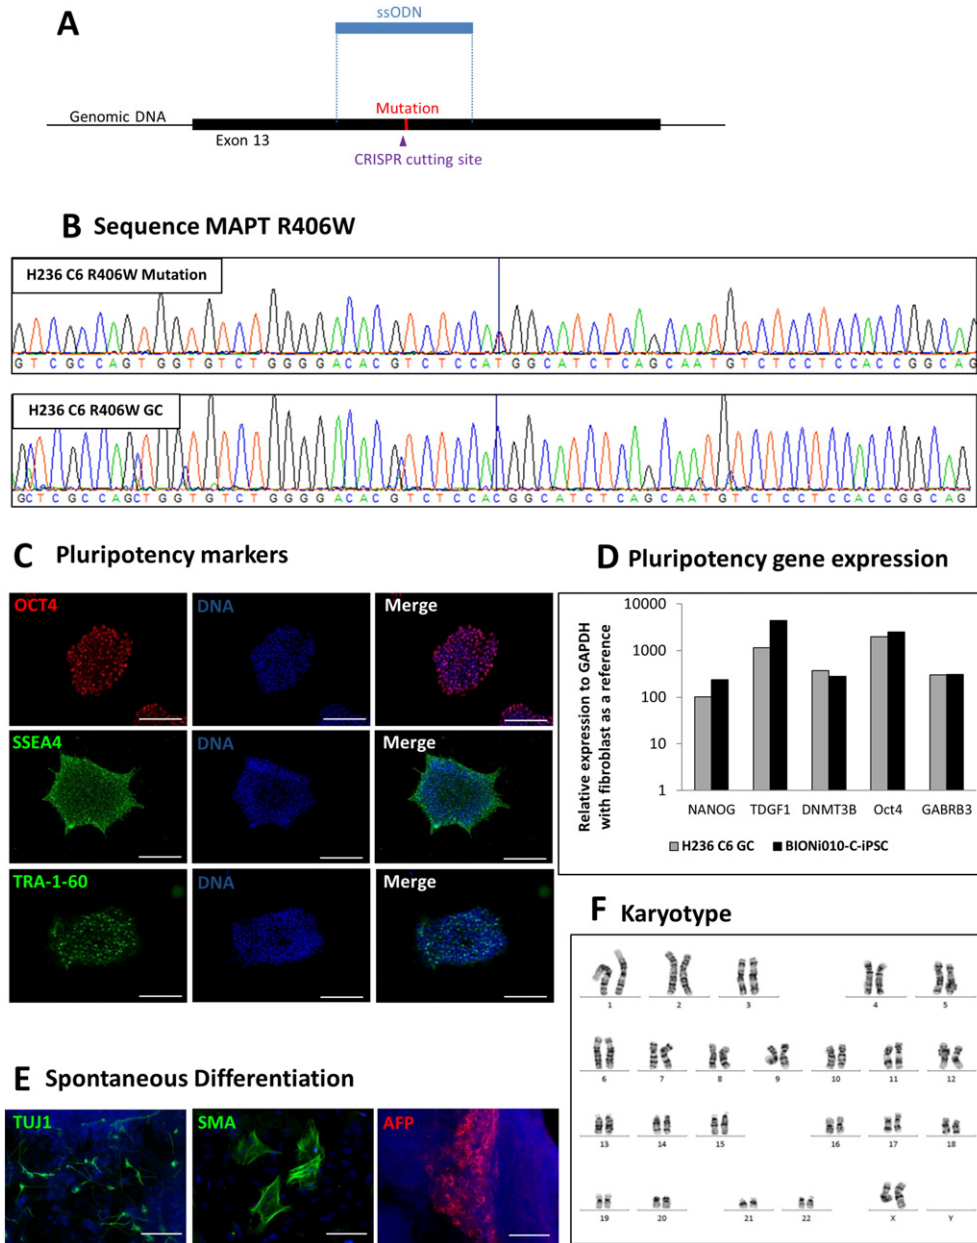 A
ssODN
Mutation
Genomic DNA
Exon 13
CRISPR cutting site
B Sequence MAPT R406W
H236 C6 R406W Mutation
G T C G C C A G T G G T G T C T G G G G A C A C G T C T C C A T G G C A T C T C A G C A A T G T C T C C T C C A C C G G C A G
H236 C6 R406W GC
G C T C G C C A G C T G G T G T C T G G G G A C A C G T C T C C A C G G C A T C T C A G C A A T G T C T C C T C C A C C G G C A G
C Pluripotency markers
OCT4 DNA Merge
SSEA4 DNA Merge
TRA-1-60 DNA Merge
D Pluripotency gene expression
Relative expression to GAPDH
with fibroblast as a reference
10000
1000
100
10
1
NANOG TDGF1 DNMT3B Oct4 GABRB3
H236 C6 GC BIONi010-C-iPSC
E Spontaneous Differentiation
TUJ1 SMA AFP
F Karyotype
1 2 3 4 5
6 7 8 9 10 11 12
13 14 15 16 17 18
19 20 21 22 X Y